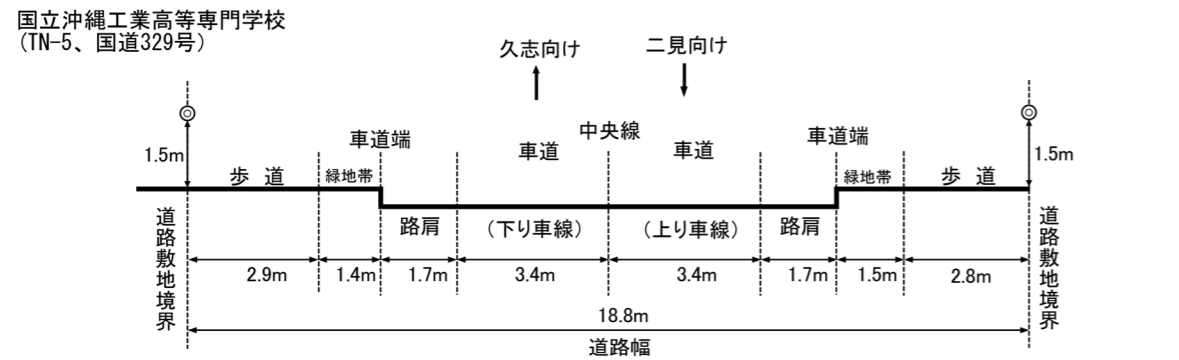 国立沖縄工業高等専門学校
（TN-5、国道329号）
久志向け
二見向け
中央線
車道端
車道
車道
車道端
1.5m
1.5m
歩　道
緑地帯
緑地帯
歩　道
路肩
（下り車線）
（上り車線）
路肩
道路敷地境界
道路敷地境界
2.9m
1.4m
1.7m
3.4m
3.4m
1.7m
1.5m
2.8m
18.8m
道路幅